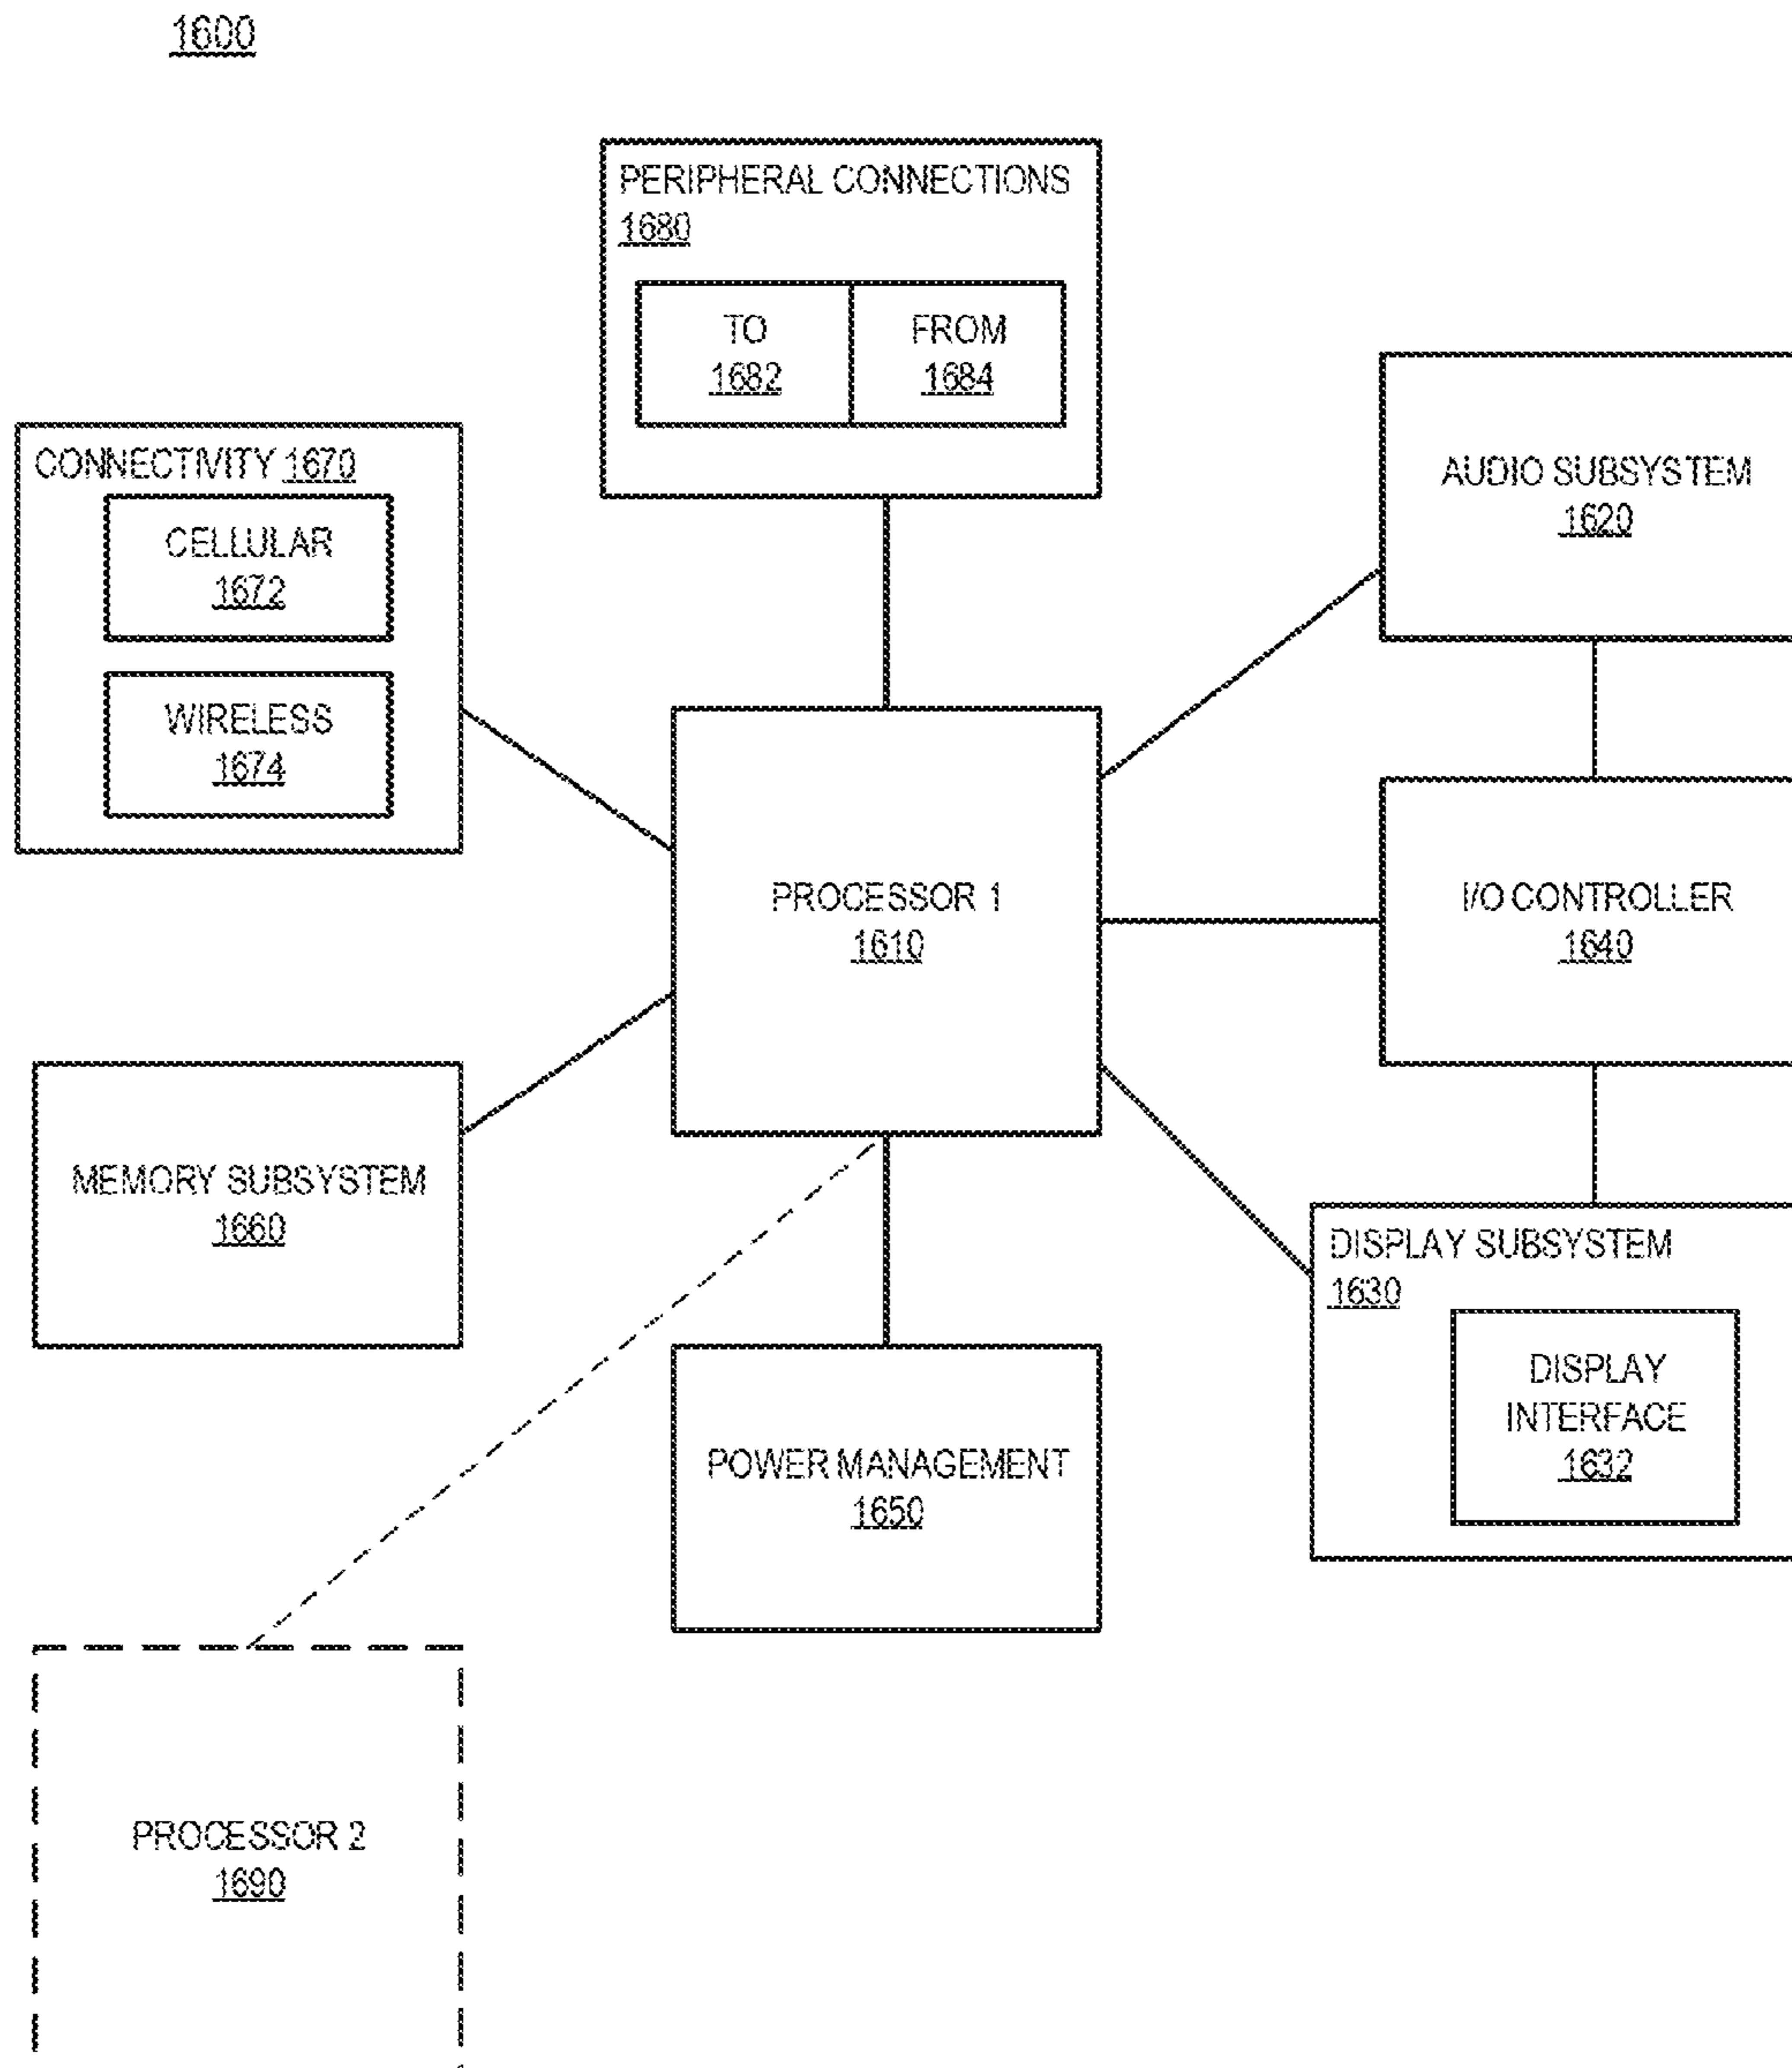 1600
PERIPHERAL CONNECTIONS
1680
TO
1682
FROM
1684
AUDIO SUBSYSTEM
1620
CONNECTIVITY 1670
CELLULAR
1672
WIRELESS
1674
PROCESSOR 1
1610
I/O CONTROLLER
1640
MEMORY SUBSYSTEM
1660
DISPLAY SUBSYSTEM
1630
DISPLAY
INTERFACE
1632
POWER MANAGEMENT
1650
PROCESSOR 2
1690